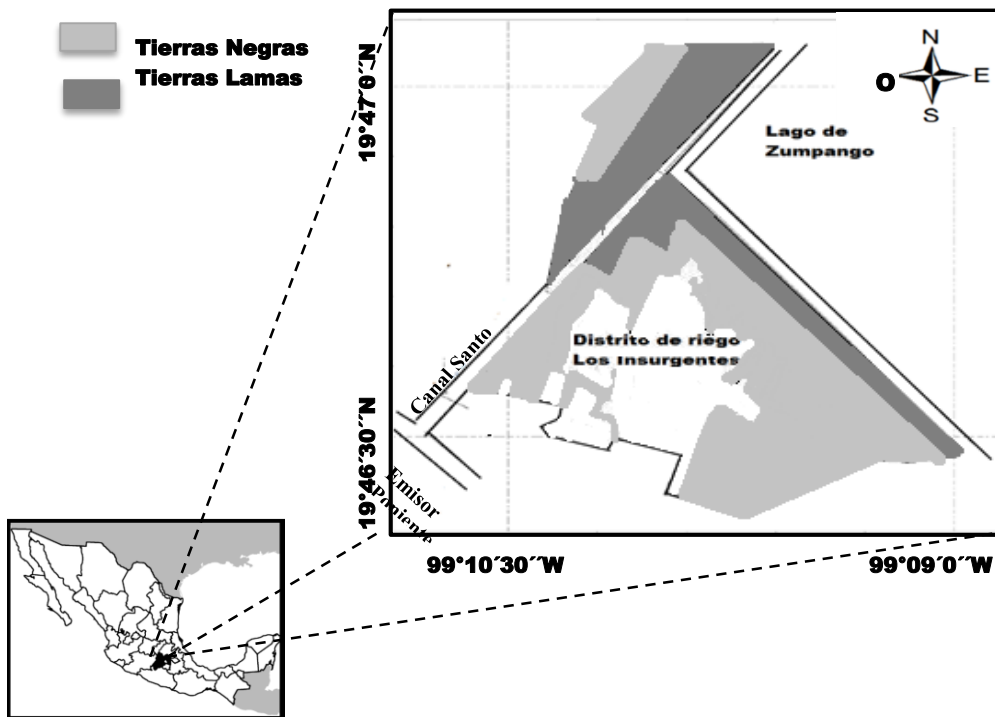 Tierras Negras
Tierras Lamas
N
O
E
S
Lago de
Zumpango
19°47´0´´N
Distrito de riego
Los Insurgentes
Canal Santo
19°46´30´´N
Emisor
Poniente
99°10´30´´W
99°09´0´´W